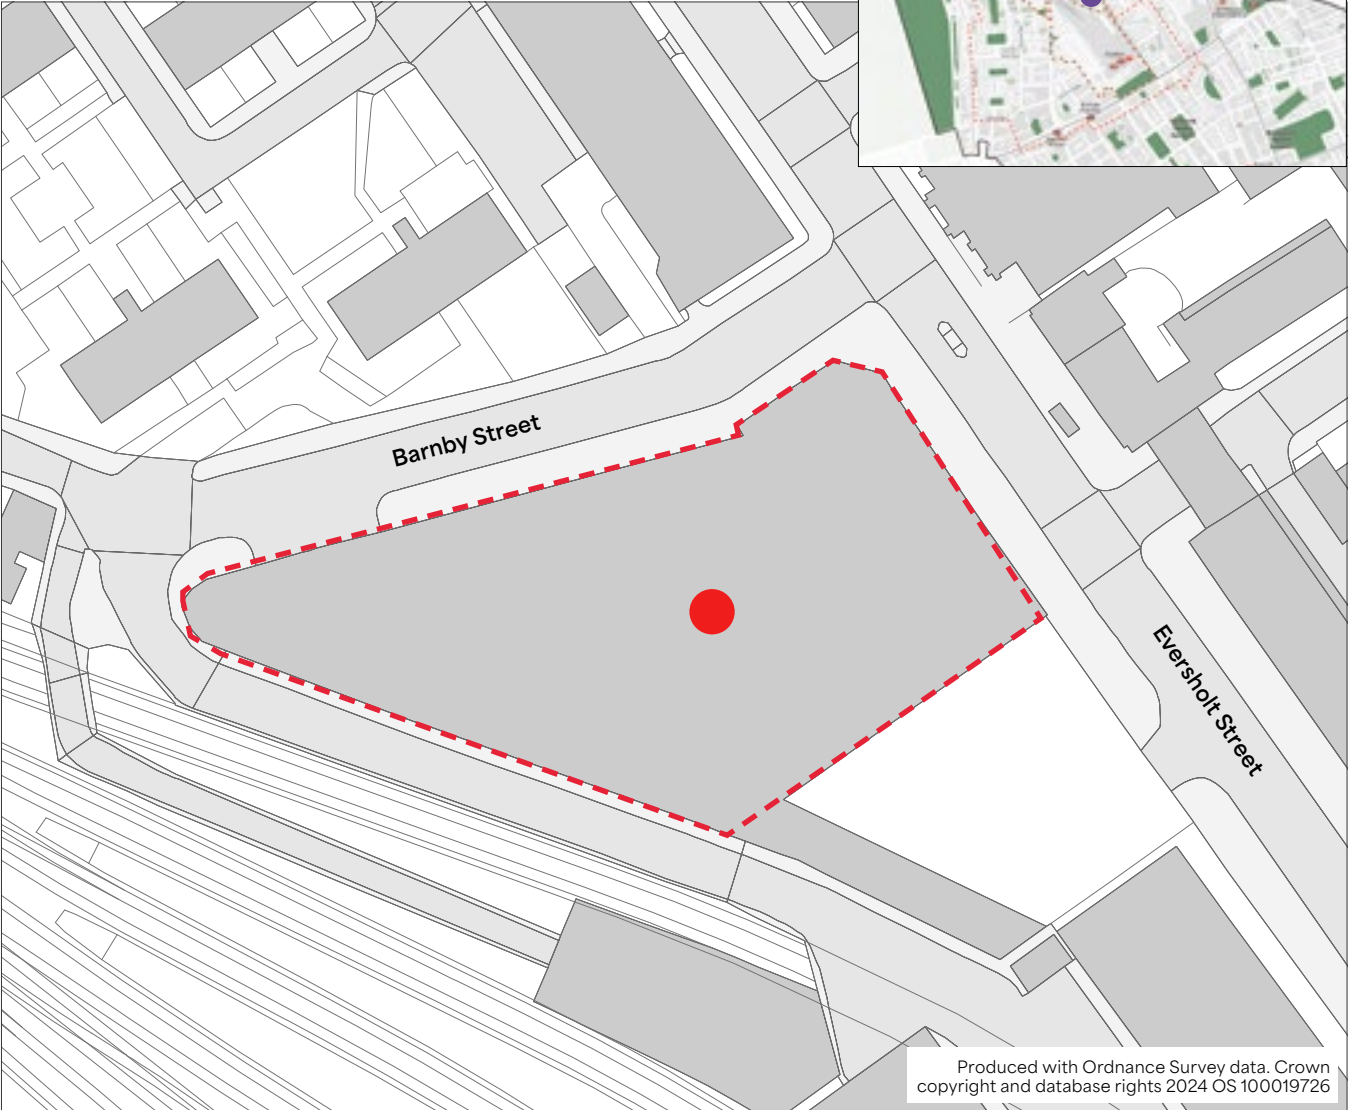 Barnby Street
Eversholt Street
Produced with Ordnance Survey data. Crown
copyright and database rights 2024 OS 100019726